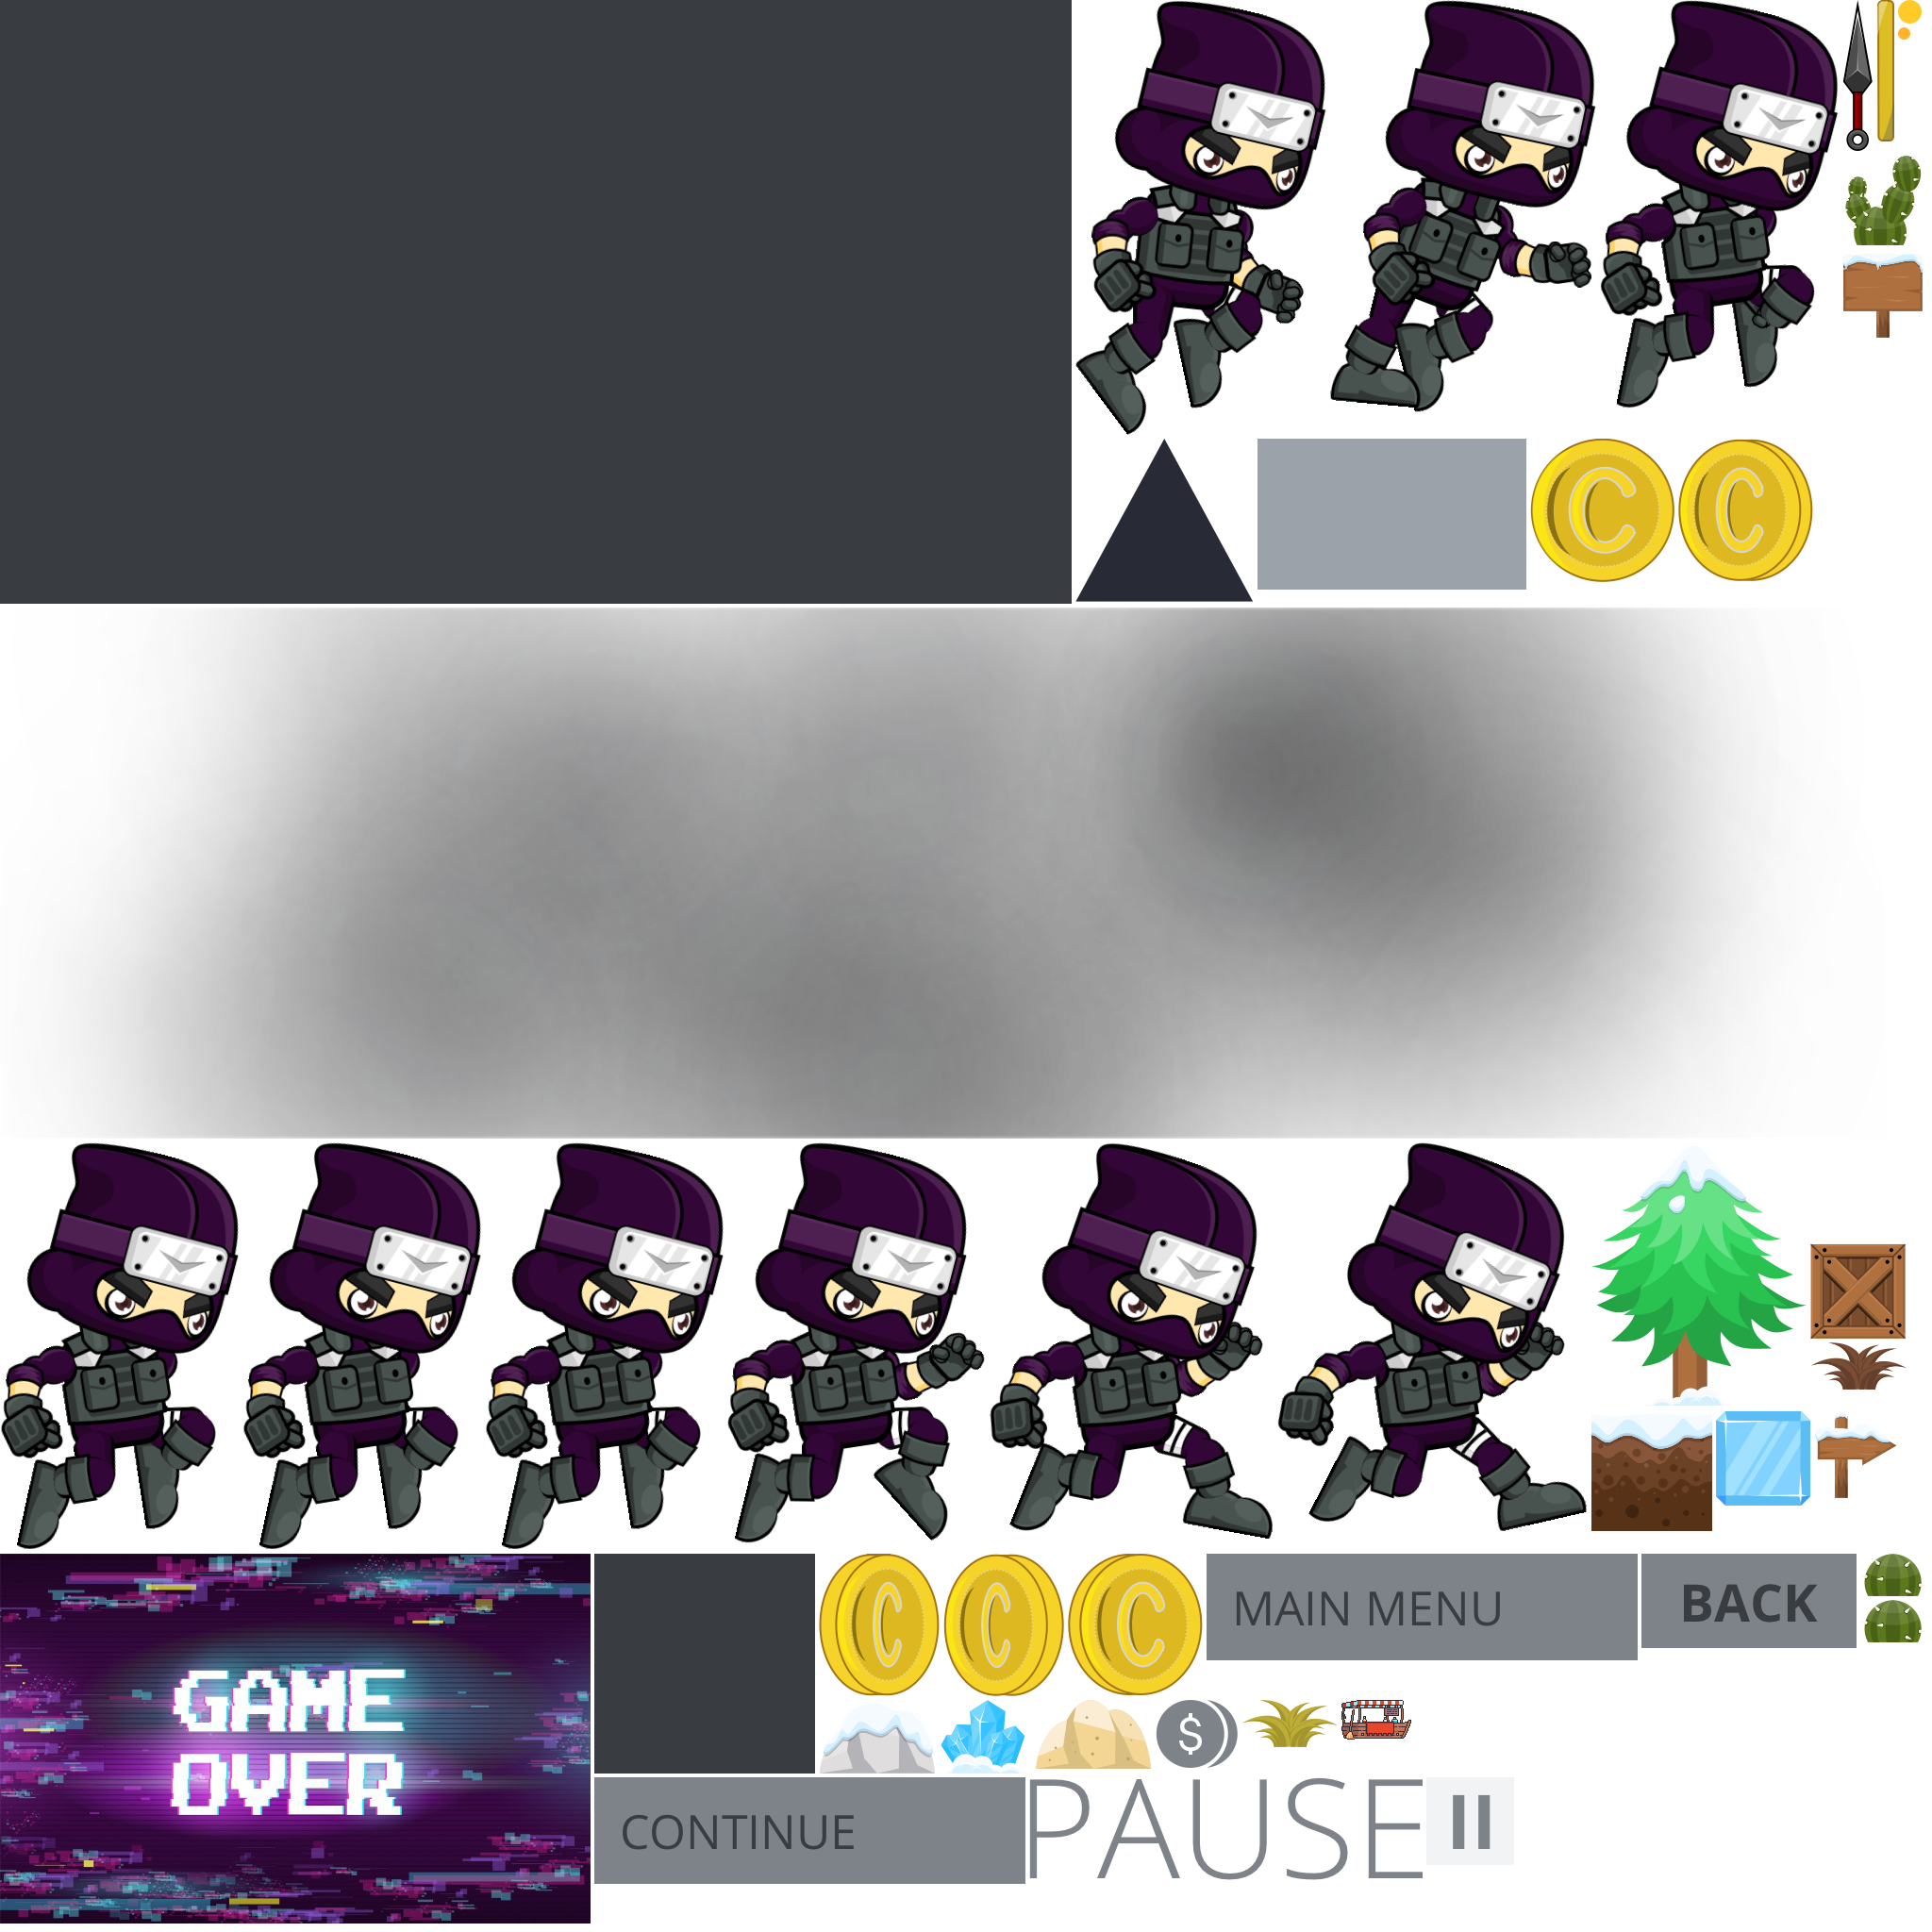 C
C
GAME
OVER
C
C
C
MAIN MENU
BACK
$
CONTINUE
PAUSE